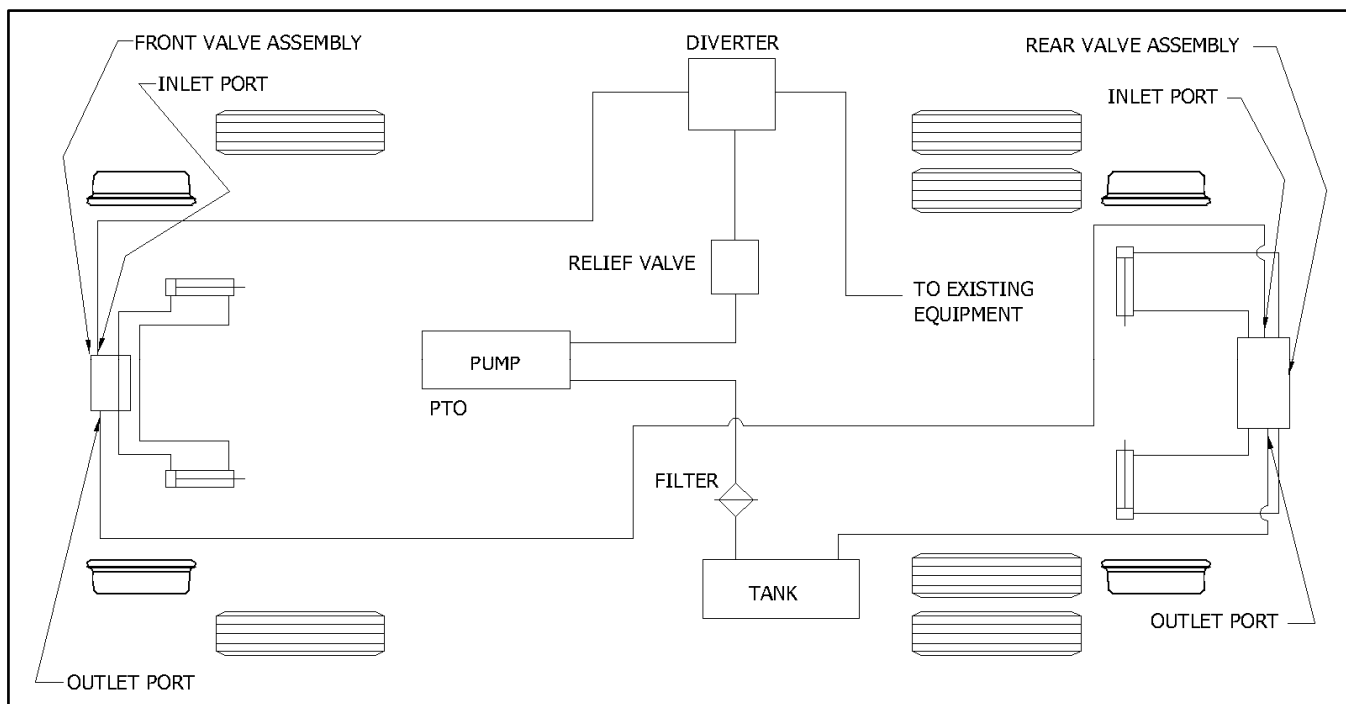 FRONT VALVE ASSEMBLY
DIVERTER
REAR VALVE ASSEMBLY
INLET PORT
INLET PORT
RELIEF VALVE
TO EXISTING
EQUIPMENT
PUMP
PTO
FILTER
TANK
OUTLET PORT
OUTLET PORT